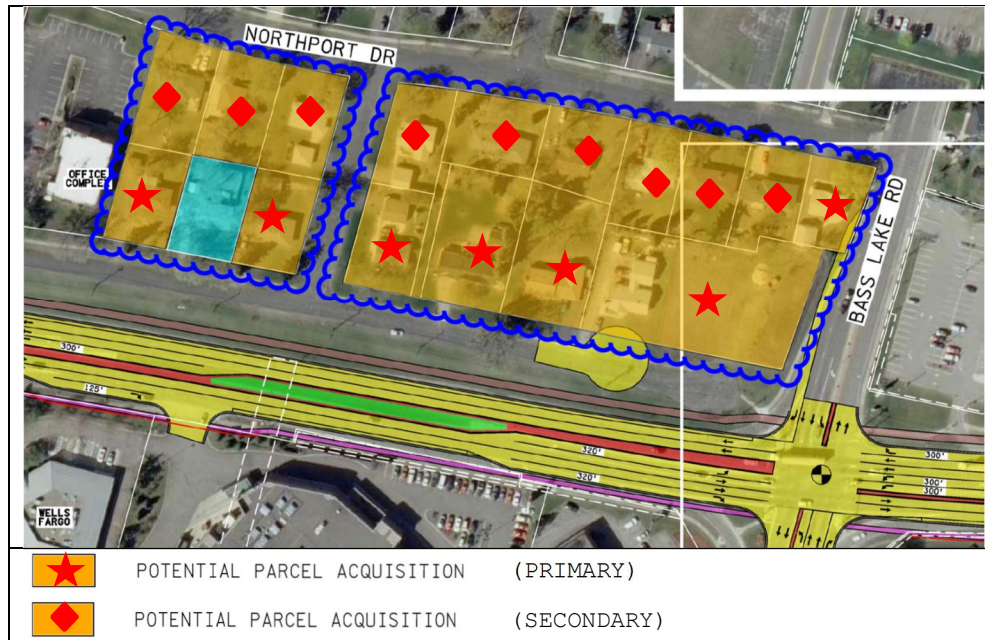 NORTHPORT DR
OFFICE
COMPLE
BASS LAKE RD
300'
125'
320'
320'
300'
300'
300'
WELLS
FARGO
POTENTIAL PARCEL ACQUISITION (PRIMARY)
POTENTIAL PARCEL ACQUISITION (SECONDARY)